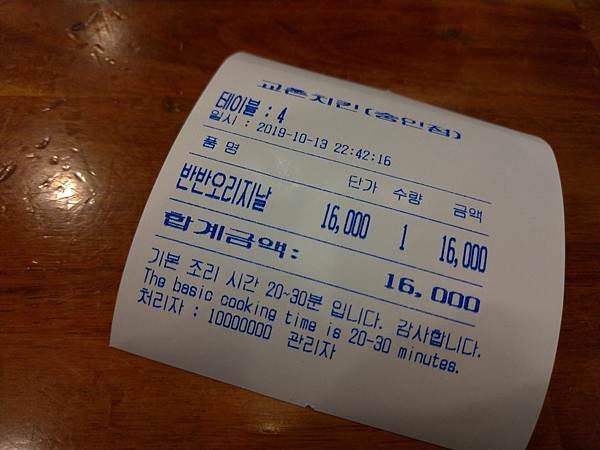 교촌치킨(송인점)
테이블 : 4
일시 : 2019-10-19 22:42:16
품 명 단가 수량 금액
반반오리지날 16,000 1 16,000
합계금액: 16,000
기본 조리 시간 20-30분 입니다. 감사합니다.
The basic cooking time is 20-30 minutes.
처리자 : 10000000 관리자